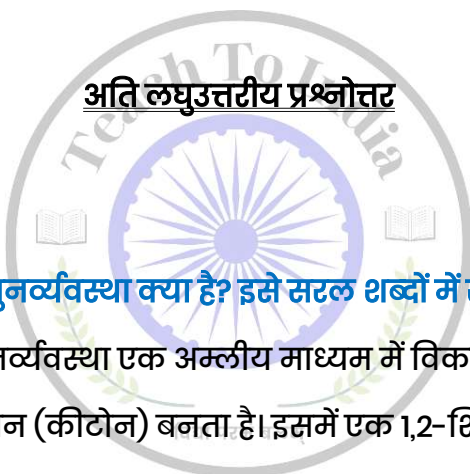 Teach To India
अति लघुउत्तरीय प्रश्नोत्तर
पुनर्व्यवस्था क्या है? इसे सरल शब्दों में
र्व्यवस्था एक अम्लीय माध्यम में विक
न (कीटोन) बनता है। इसमें एक 1,2-शि